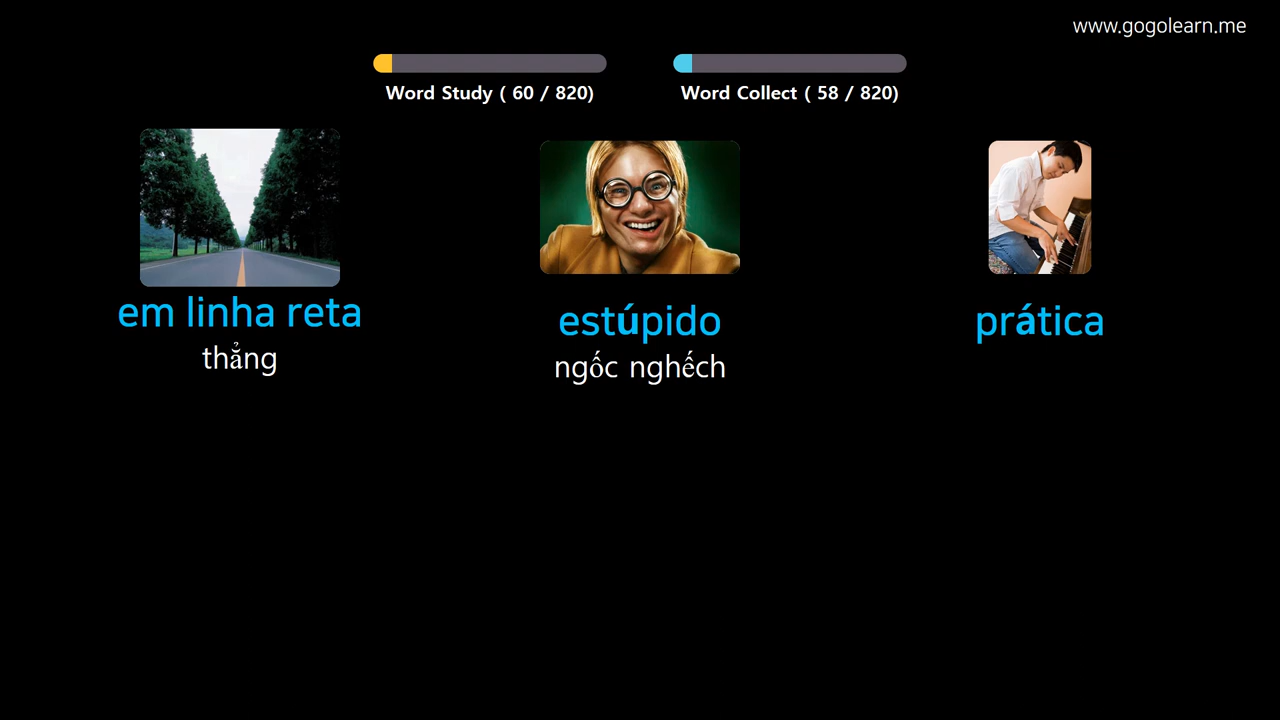 www.gogolearn.me
Word Study ( 60 / 820)
Word Collect ( 58 / 820)
em linha reta
thẳng
estúpido
ngốc nghếch
prática